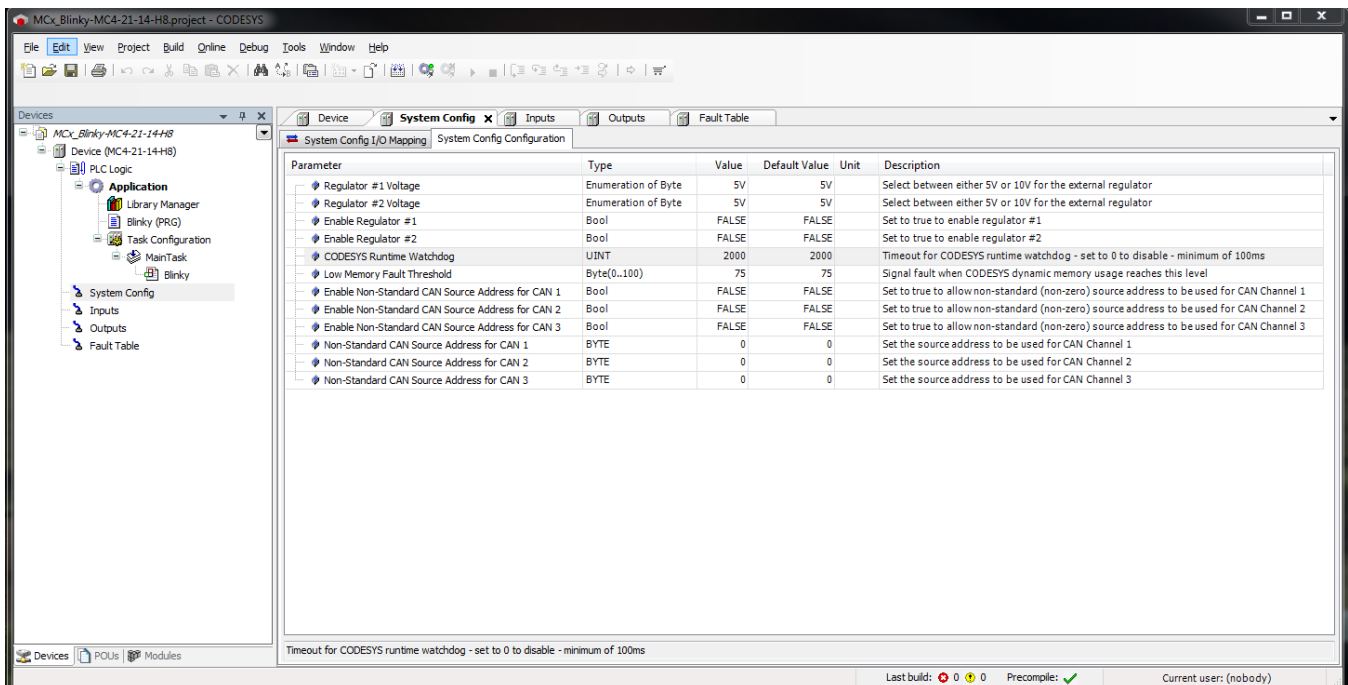 MCx_Blinky-MC4-21-14-H8.project - CODESYS
File Edit View Project Build Online Debug Tools Window Help
Devices
MCx_Blinky-MC4-21-14-H8
Device (MC4-21-14-H8)
PLC Logic
Application
Library Manager
Blinky (PRG)
Task Configuration
MainTask
Blinky
System Config
Inputs
Outputs
Fault Table
Devices POUs Modules
Device System Config Inputs Outputs Fault Table
System Config I/O Mapping System Config Configuration
Parameter Type Value Default Value Unit Description
Regulator #1 Voltage Enumeration of Byte 5V 5V Select between either 5V or 10V for the external regulator
Regulator #2 Voltage Enumeration of Byte 5V 5V Select between either 5V or 10V for the external regulator
Enable Regulator #1 Bool FALSE FALSE Set to true to enable regulator #1
Enable Regulator #2 Bool FALSE FALSE Set to true to enable regulator #2
CODESYS Runtime Watchdog UINT 2000 2000 Timeout for CODESYS runtime watchdog - set to 0 to disable - minimum of 100ms
Low Memory Fault Threshold Byte(0..100) 75 75 Signal fault when CODESYS dynamic memory usage reaches this level
Enable Non-Standard CAN Source Address for CAN 1 Bool FALSE FALSE Set to true to allow non-standard (non-zero) source address to be used for CAN Channel 1
Enable Non-Standard CAN Source Address for CAN 2 Bool FALSE FALSE Set to true to allow non-standard (non-zero) source address to be used for CAN Channel 2
Enable Non-Standard CAN Source Address for CAN 3 Bool FALSE FALSE Set to true to allow non-standard (non-zero) source address to be used for CAN Channel 3
Non-Standard CAN Source Address for CAN 1 BYTE 0 0 Set the source address to be used for CAN Channel 1
Non-Standard CAN Source Address for CAN 2 BYTE 0 0 Set the source address to be used for CAN Channel 2
Non-Standard CAN Source Address for CAN 3 BYTE 0 0 Set the source address to be used for CAN Channel 3
Timeout for CODESYS runtime watchdog - set to 0 to disable - minimum of 100ms
Last build: 0 0 Precompile: Current user: (nobody)